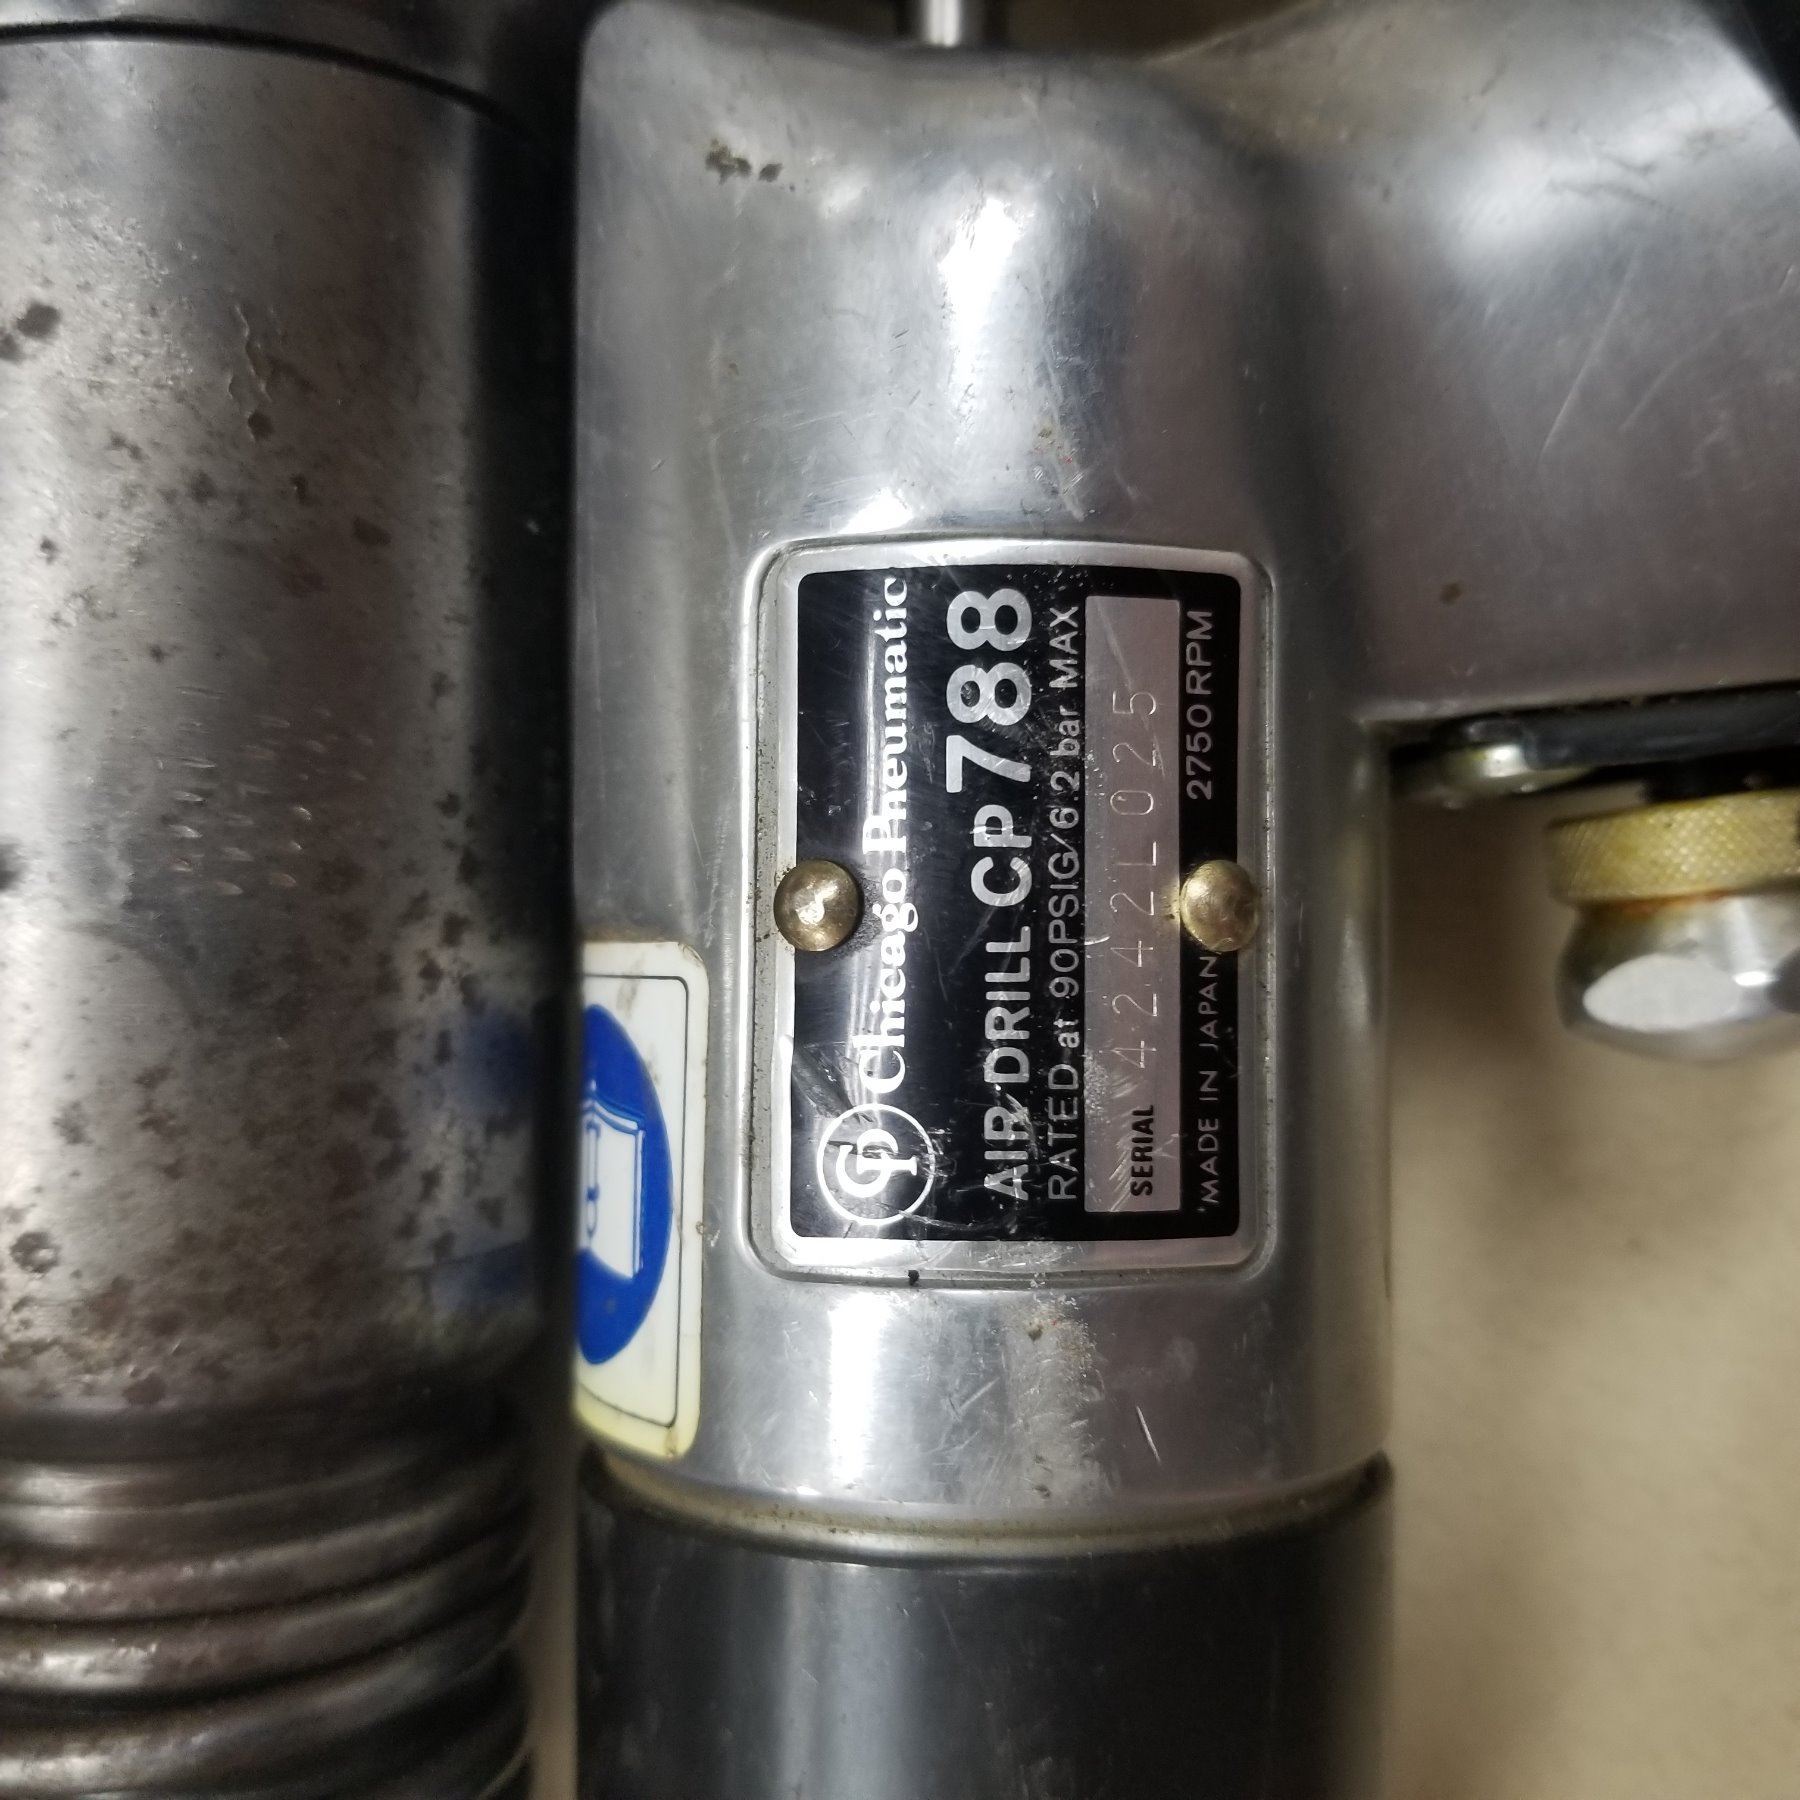 CP Chicago Pneumatic
AIR DRILL CP 788
RATED at 90PSIG/6.2 bar MAX
SERIAL 4242L025
MADE IN JAPAN 2750RPM